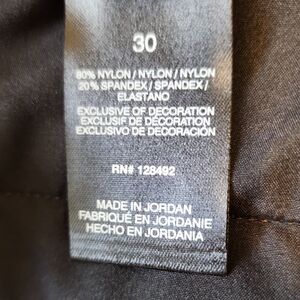 30
80% NYLON / NYLON / NYLON
20% SPANDEX / SPANDEX /
ELASTANO
EXCLUSIVE OF DECORATION
EXCLUSIF DE DÉCORATION
EXCLUSIVO DE DECORACIÓN
RN# 128492
MADE IN JORDAN
FABRIQUÉ EN JORDANIE
HECHO EN JORDANIA